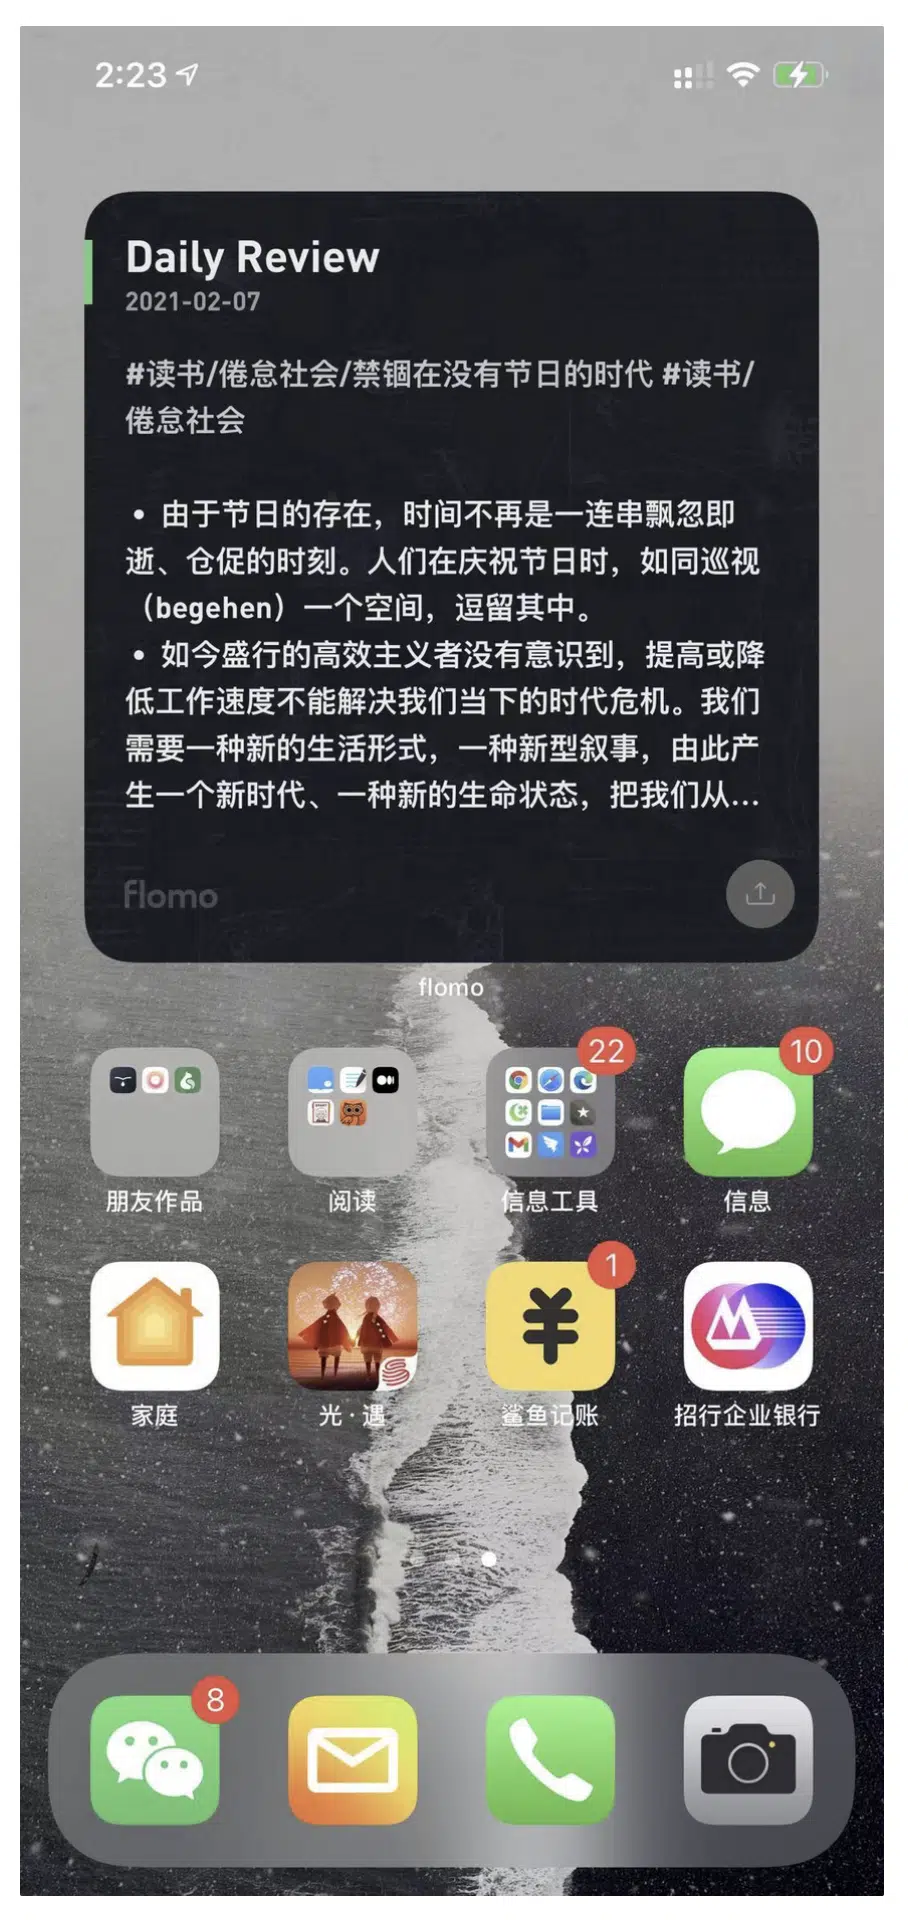 2:23
Daily Review
2021-02-07
#读书/倦怠社会/禁锢在没有节日的时代 #读书/
倦怠社会
• 由于节日的存在，时间不再是一连串飘忽即
逝、仓促的时刻。人们在庆祝节日时，如同巡视
（begehen）一个空间，逗留其中。
• 如今盛行的高效主义者没有意识到，提高或降
低工作速度不能解决我们当下的时代危机。我们
需要一种新的生活形式，一种新型叙事，由此产
生一个新时代、一种新的生命状态，把我们从...
flomo
flomo
22
10
朋友作品
阅读
信息工具
信息
1
家庭
光·遇
鲨鱼记账
招行企业银行
8